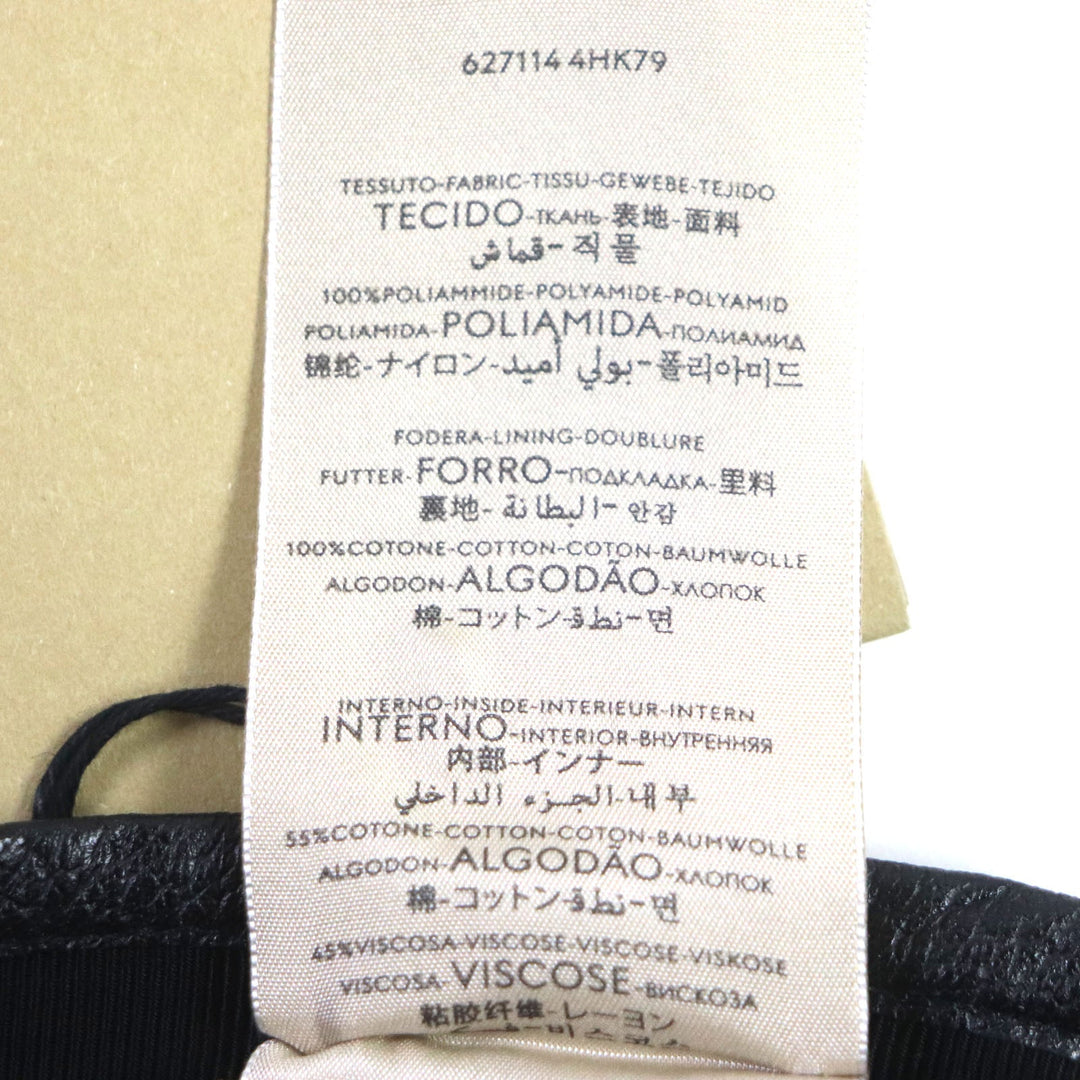 627114 4HK79
TESSUTO-FABRIC-TISSU-GEWEBE-TEJIDO
TECIDO-ТКАНЬ-表地-面料
قماش-직물
100%POLIAMMIDE-POLYAMIDE-POLYAMID
POLIAMIDA-POLIAMIDA-ПОЛИАМИД
锦纶-ナイロン-بولي أميد-폴리아미드
FODERA-LINING-DOUBLURE
FUTTER-FORRO-ПОДКЛАДКА-里料
裏地-البطانة-안감
100%COTONE-COTTON-COTON-BAUMWOLLE
ALGODON-ALGODÃO-ХЛОПОК
棉-コットン-قطن-면
INTERNO-INSIDE-INTERIEUR-INTERN
INTERNO-INTERIOR-ВНУТРЕННЯЯ
内部-インナー
الجزء الداخلي-내부
55%COTONE-COTTON-COTON-BAUMWOLLE
ALGODON-ALGODÃO-ХЛОПОК
棉-コットン-قطن-면
45%VISCOSA-VISCOSE-VISCOSE-VISKOSE
VISCOSA-VISCOSE-ВИСКОЗА
粘胶纤维-レーヨン